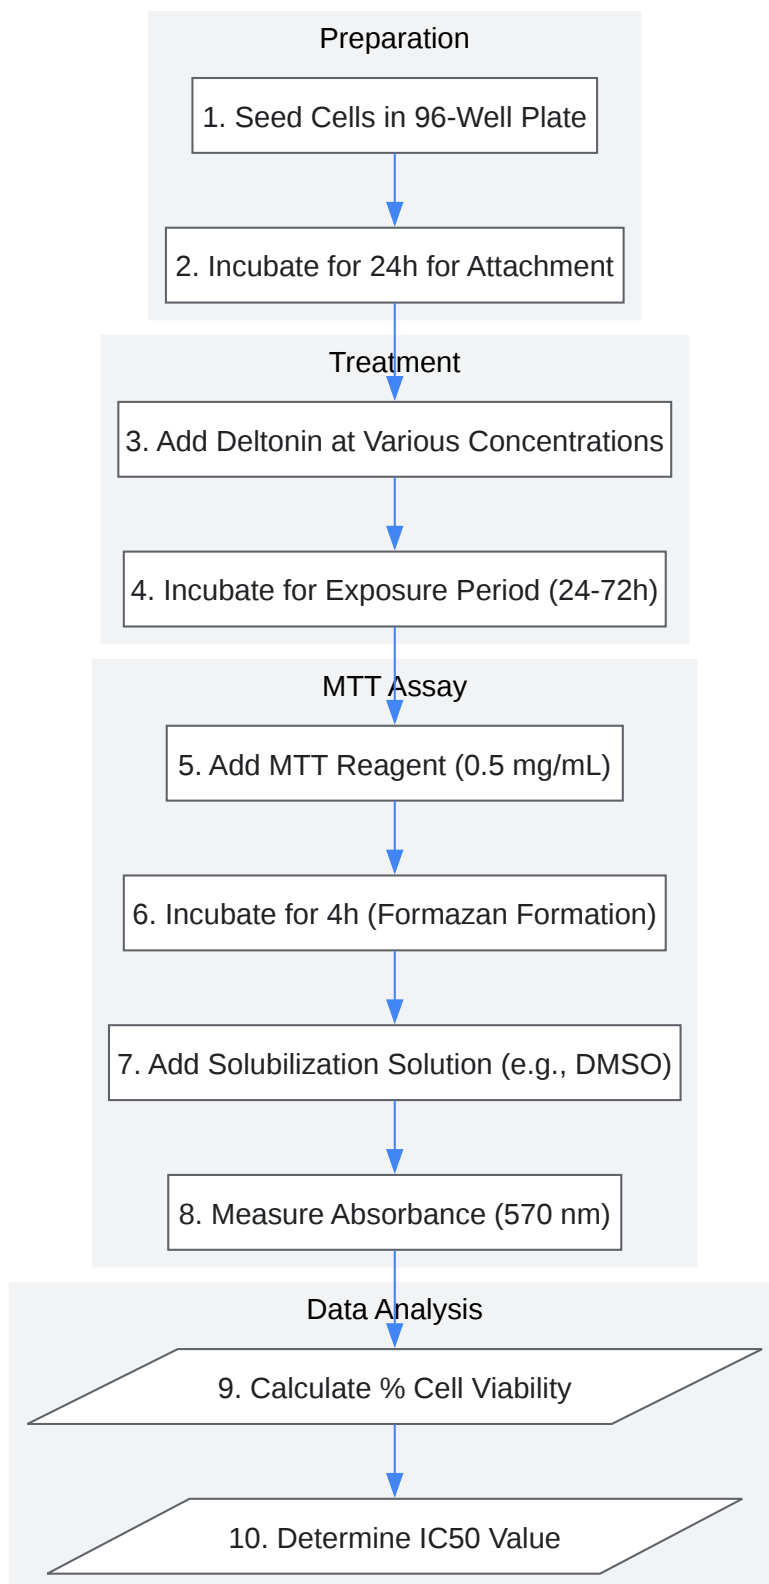 Preparation
1. Seed Cells in 96-Well Plate
2. Incubate for 24h for Attachment
Treatment
3. Add Deltonin at Various Concentrations
4. Incubate for Exposure Period (24-72h)
MTT Assay
5. Add MTT Reagent (0.5 mg/mL)
6. Incubate for 4h (Formazan Formation)
7. Add Solubilization Solution (e.g., DMSO)
8. Measure Absorbance (570 nm)
Data Analysis
9. Calculate % Cell Viability
10. Determine IC50 Value